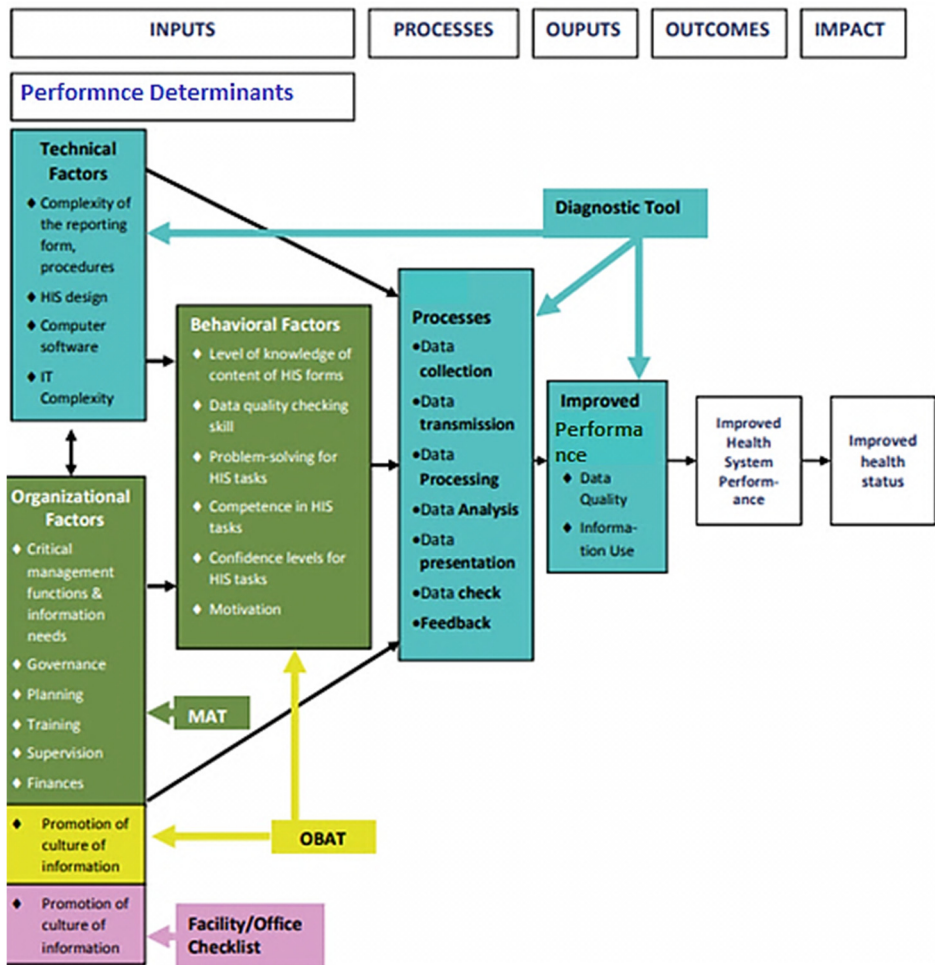 INPUTS
PROCESSES
OUPUTS
OUTCOMES
IMPACT
Performnce Determinants
Technical
Factors
♦ Complexity of
the reporting
form,
procedures
♦ HIS design
♦ Computer
software
♦ IT
Complexity
Diagnostic Tool
Behavioral Factors
♦ Level of knowledge of
content of HIS forms
♦ Data quality checking
skill
♦ Problem-solving for
HIS tasks
♦ Competence in HIS
tasks
♦ Confidence levels for
HIS tasks
♦ Motivation
Processes
•Data
collection
•Data
transmission
•Data
Processing
•Data Analysis
•Data
presentation
•Data check
•Feedback
Improved
Performa
nce
♦ Data
Quality
♦ Informa-
tion Use
Improved
Health
System
Perform-
ance
Improved
health
status
Organizational
Factors
♦ Critical
management
functions &
information
needs
♦ Governance
♦ Planning
♦ Training
♦ Supervision
♦ Finances
MAT
♦ Promotion of
culture of
information
OBAT
♦ Promotion of
culture of
information
Facility/Office
Checklist